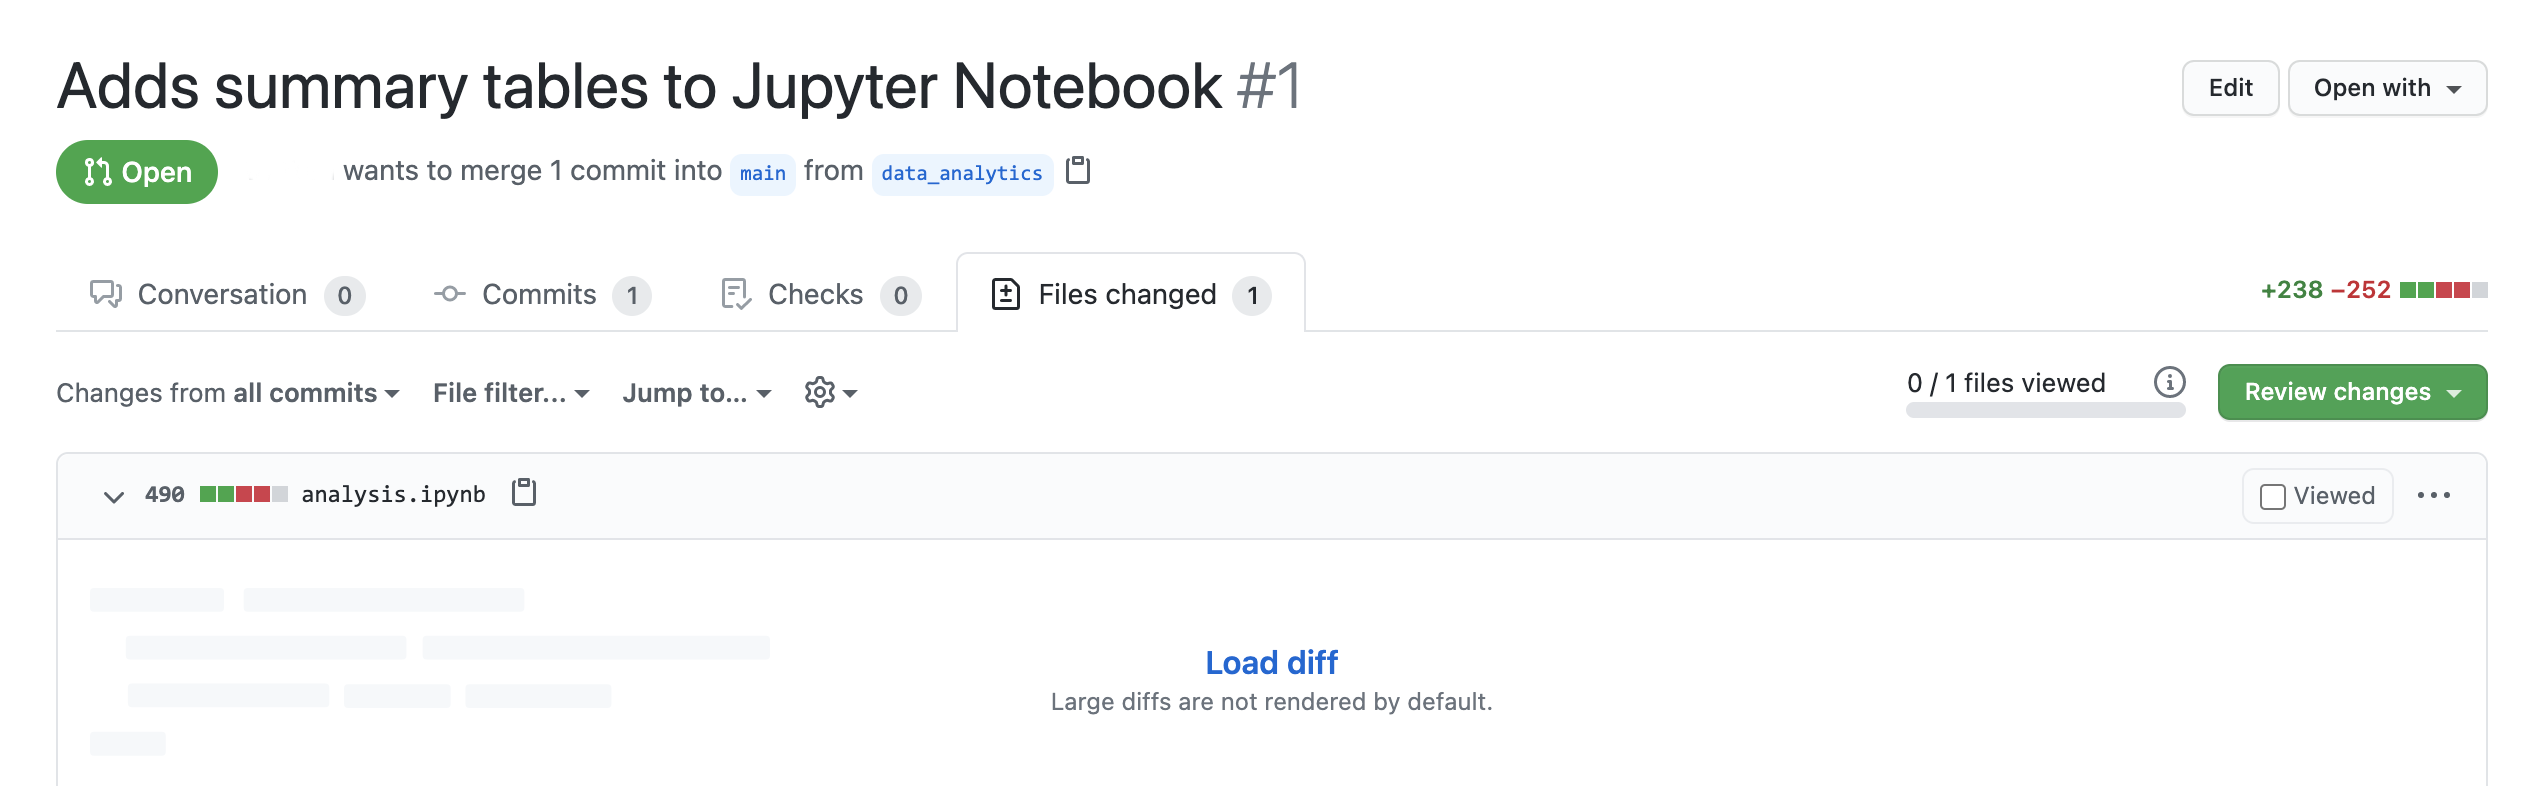 Adds summary tables to Jupyter Notebook #1
Edit
Open with
Open
wants to merge 1 commit into main from data_analytics
Conversation 0
Commits 1
Checks 0
Files changed 1
+238 −252
Changes from all commits
File filter...
Jump to...
0 / 1 files viewed
Review changes
490 analysis.ipynb
Viewed
Load diff
Large diffs are not rendered by default.